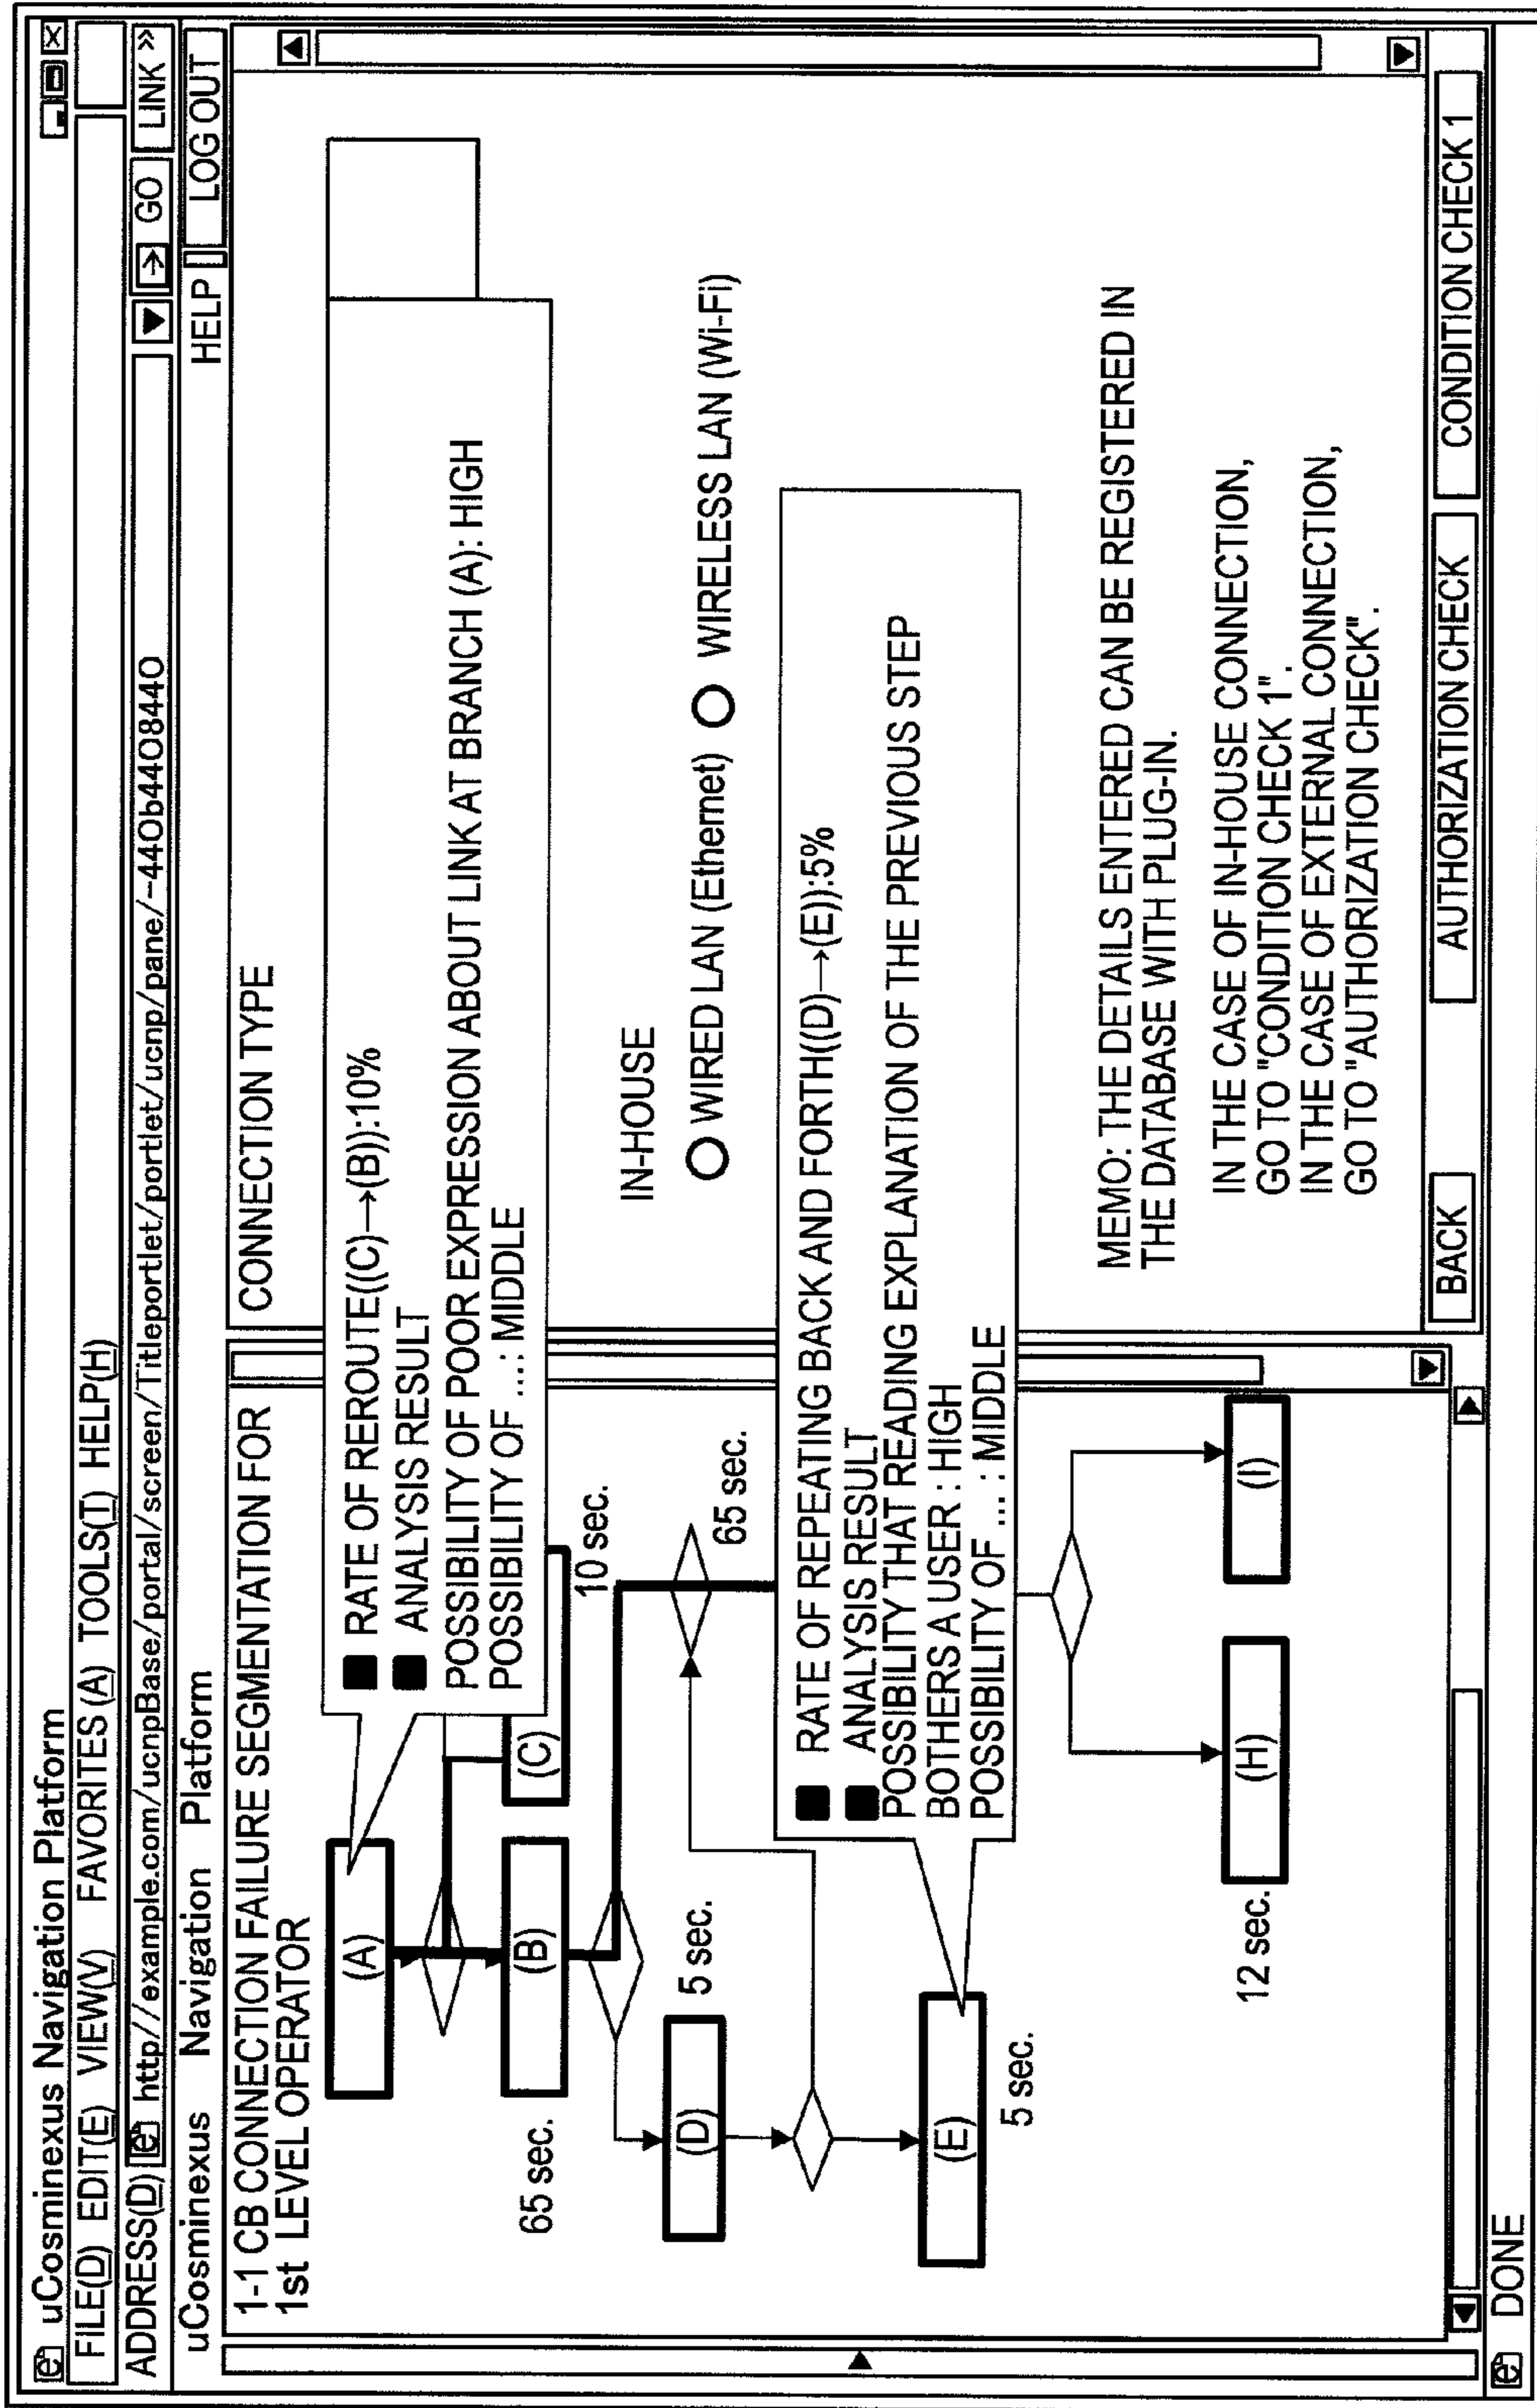 uCosminexus Navigation Platform
FILE(D) EDIT(E) VIEW(V) FAVORITES (A) TOOLS(T) HELP(H)
ADDRESS(D) http//example.com/ucnpBase/portal/screen/Titleportlet/portlet/ucnp/pane/-440b4408440 GO LINK »
uCosminexus Navigation Platform HELP LOG OUT
1-1 CB CONNECTION FAILURE SEGMENTATION FOR
1st LEVEL OPERATOR
(A)
(B)
65 sec.
(C)
10 sec.
(D)
5 sec.
65 sec.
(E)
5 sec.
(H)
12 sec.
(I)
■ RATE OF REROUTE((C)→(B)):10%
■ ANALYSIS RESULT
POSSIBILITY OF POOR EXPRESSION ABOUT LINK AT BRANCH (A): HIGH
POSSIBILITY OF ...: MIDDLE
■ RATE OF REPEATING BACK AND FORTH((D)→(E)):5%
■ ANALYSIS RESULT
POSSIBILITY THAT READING EXPLANATION OF THE PREVIOUS STEP
BOTHERS A USER : HIGH
POSSIBILITY OF ... : MIDDLE
CONNECTION TYPE
IN-HOUSE
WIRED LAN (Ethernet) WIRELESS LAN (Wi-Fi)
MEMO: THE DETAILS ENTERED CAN BE REGISTERED IN
THE DATABASE WITH PLUG-IN.
IN THE CASE OF IN-HOUSE CONNECTION,
GO TO "CONDITION CHECK 1".
IN THE CASE OF EXTERNAL CONNECTION,
GO TO "AUTHORIZATION CHECK".
BACK AUTHORIZATION CHECK CONDITION CHECK 1
DONE